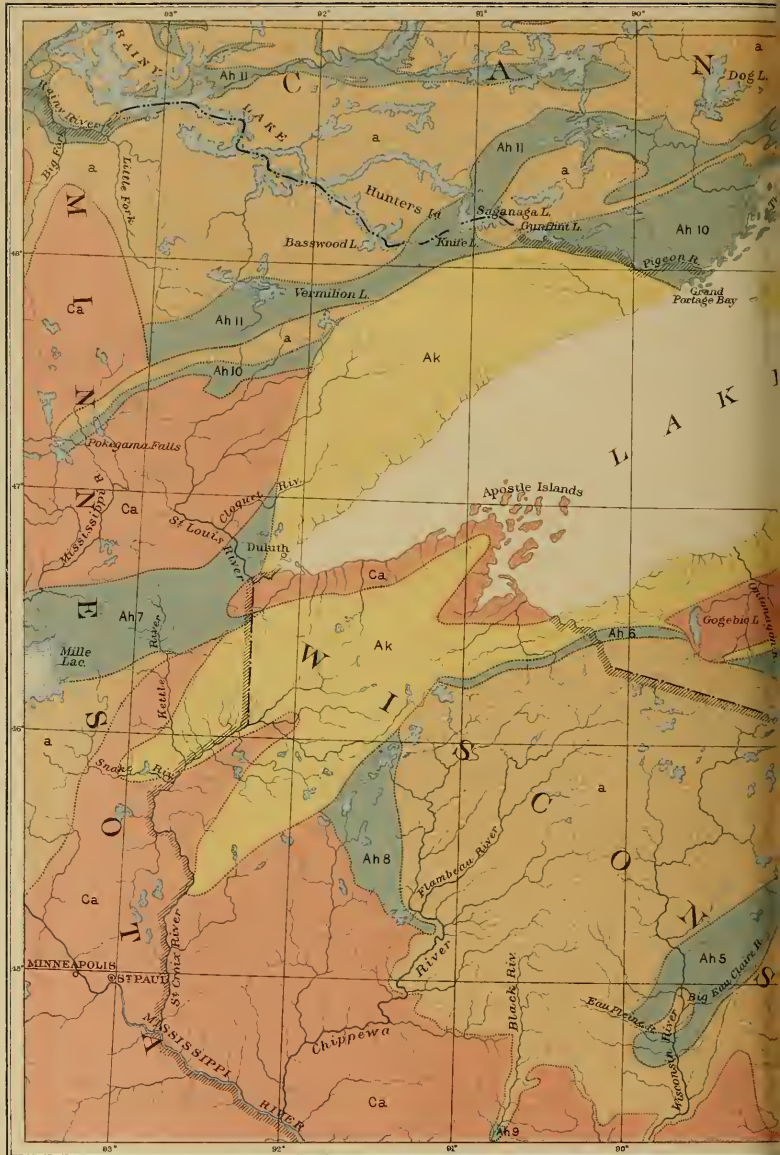 93°
92°
91°
90°
RAINY
LAKE
Ah 11
C A N
a
Dog L.
Rainy River
Big Fork
Little Fork
a
a
Ah 11
a
Hunters Id
Saganaga L.
Gunflint L.
Ah 10
Basswood L.
Knife L.
Pigeon R.
Grand
Portage Bay
48°
Vermilion L.
Ca
Ah 11
a
Ah 10
Ak
LAK
Pokegama Falls
47°
Apostle Islands
Mississippi R.
Ca
Cloquet Riv.
St. Louis River
Duluth
Ca
Ah 7
Kettle River
Mille
Lac.
Ak
Ah 6
Gogebic L
a
46°
Snake Riv.
MINNESOTA
WISCONS
a
Ah 8
Flambeau River
Ca
45°
MINNEAPOLIS
ST. PAUL
St. Croix River
River
Chippewa
Black Riv.
Ah 5
Big Eau Claire R.
Eau Pleine R.
Wisconsin River
MISSISSIPPI
RIVER
Ca
Ah 9
93°
92°
91°
90°